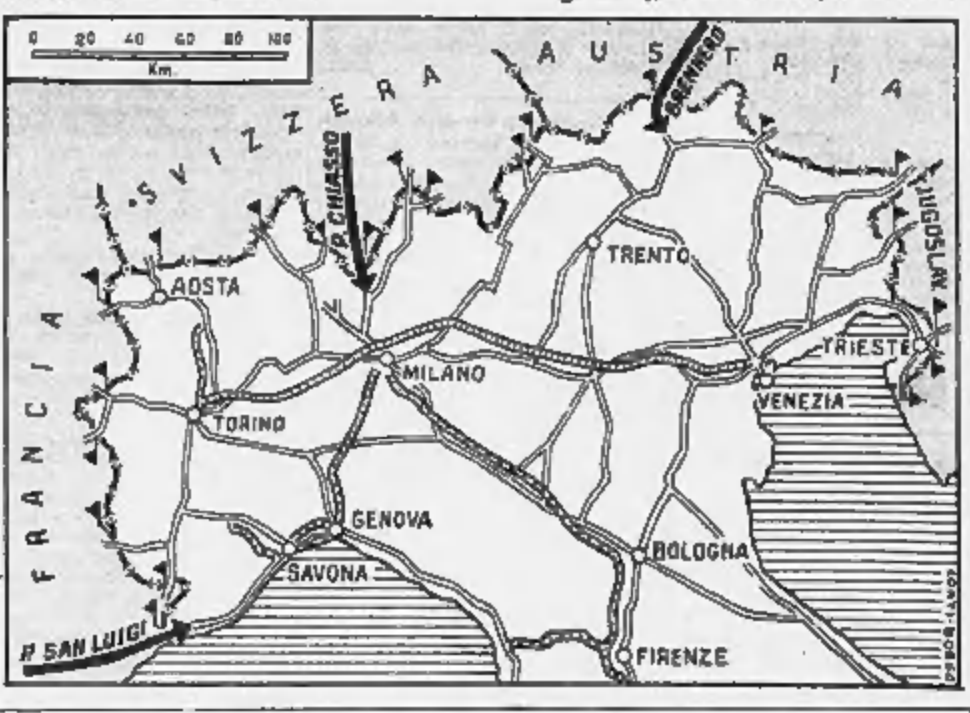 0 20 40 60 80 100
Km.
SVIZZERA
AUSTRIA
BRENNERO
P. CHIASSO
JUGOSLAV.
TRENTO
AOSTA
FRANCIA
TRIESTE
MILANO
VENEZIA
TORINO
GENOVA
BOLOGNA
SAVONA
P. SAN LUIGI
FIRENZE